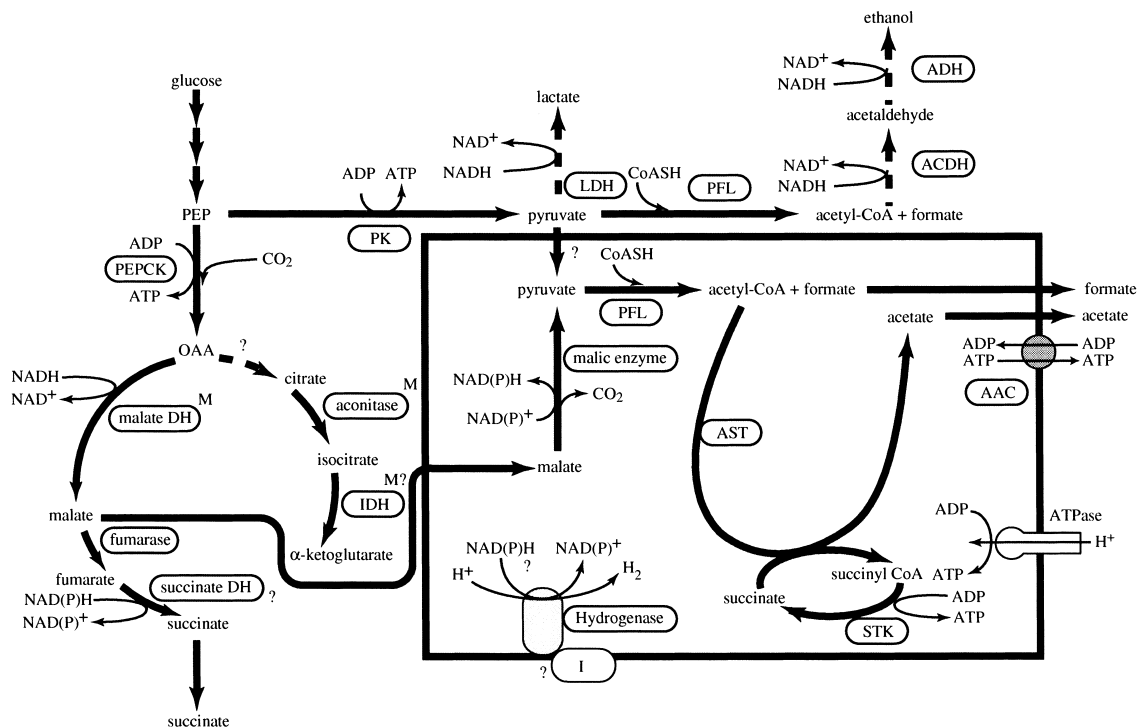 ethanol
NAD+
NADH
ADH
glucose
acetaldehyde
lactate
NAD+
NADH
ADP ATP
LDH
CoASH
PFL
NAD+
NADH
ACDH
PEP
pyruvate
acetyl-CoA + formate
PK
ADP
PEPCK
ATP
CO2
?
CoASH
pyruvate
PFL
acetyl-CoA + formate
formate
acetate
acetate
OAA
?
malic enzyme
ADP
ATP
ADP
ATP
AAC
NADH
NAD+
malate DH
M
citrate
aconitase
M
NAD(P)H
NAD(P)+
CO2
AST
isocitrate
malate
M?
IDH
malate
fumarase
α-ketoglutarate
ADP
ATPase
H+
ATP
fumarate
NAD(P)H
NAD(P)+
succinate DH
?
succinate
NAD(P)H
?
NAD(P)+
H+
H2
Hydrogenase
?
I
succinate
succinyl CoA
ADP
ATP
STK
succinate